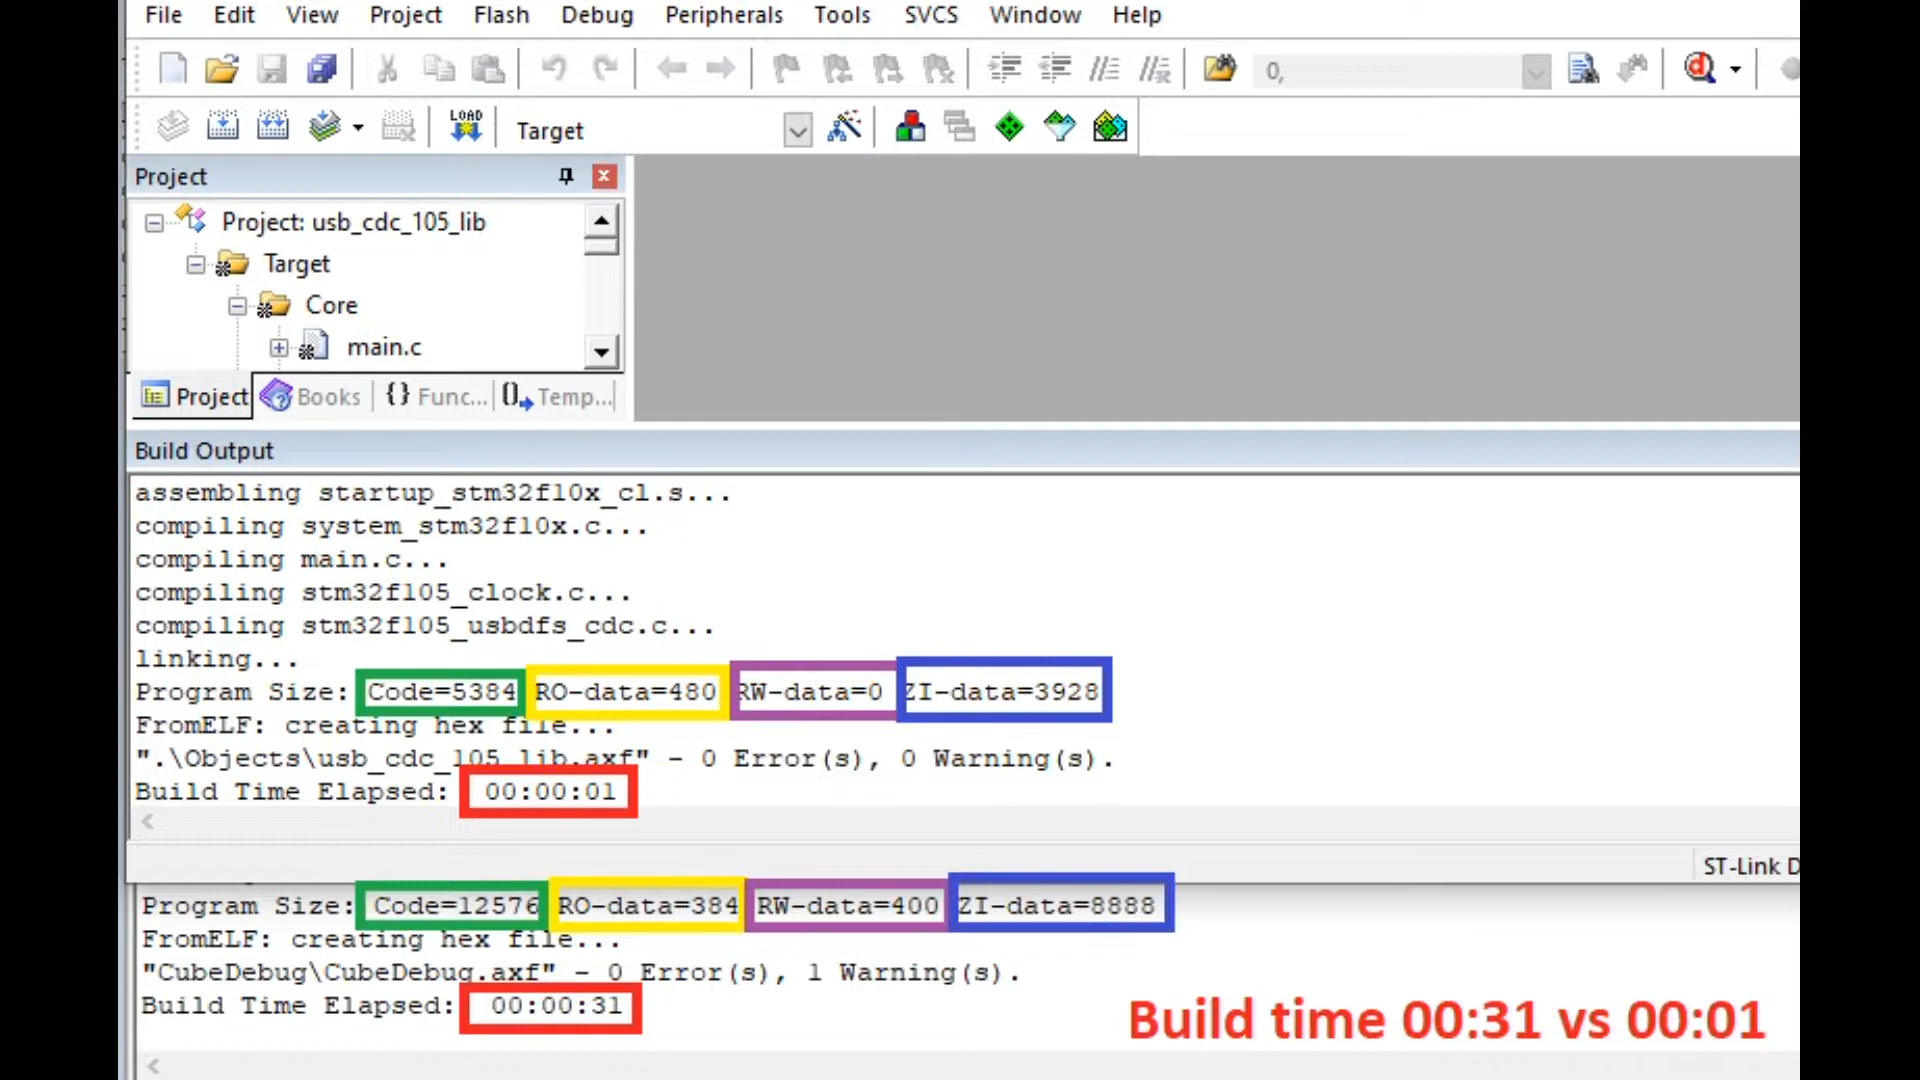 File Edit View Project Flash Debug Peripherals Tools SVCS Window Help
0,
LOAD Target
Project
Project: usb_cdc_105_lib
Target
Core
main.c
Project Books {} Func... Temp...
Build Output
assembling startup_stm32f10x_cl.s...
compiling system_stm32f10x.c...
compiling main.c...
compiling stm32f105_clock.c...
compiling stm32f105_usbdfs_cdc.c...
linking...
Program Size: Code=5384 RO-data=480 RW-data=0 ZI-data=3928
FromELF: creating hex file...
".\Objects\usb_cdc_105_lib.axf" - 0 Error(s), 0 Warning(s).
Build Time Elapsed: 00:00:01
ST-Link D
Program Size: Code=12576 RO-data=384 RW-data=400 ZI-data=8888
FromELF: creating hex file...
"CubeDebug\CubeDebug.axf" - 0 Error(s), 1 Warning(s).
Build Time Elapsed: 00:00:31
Build time 00:31 vs 00:01